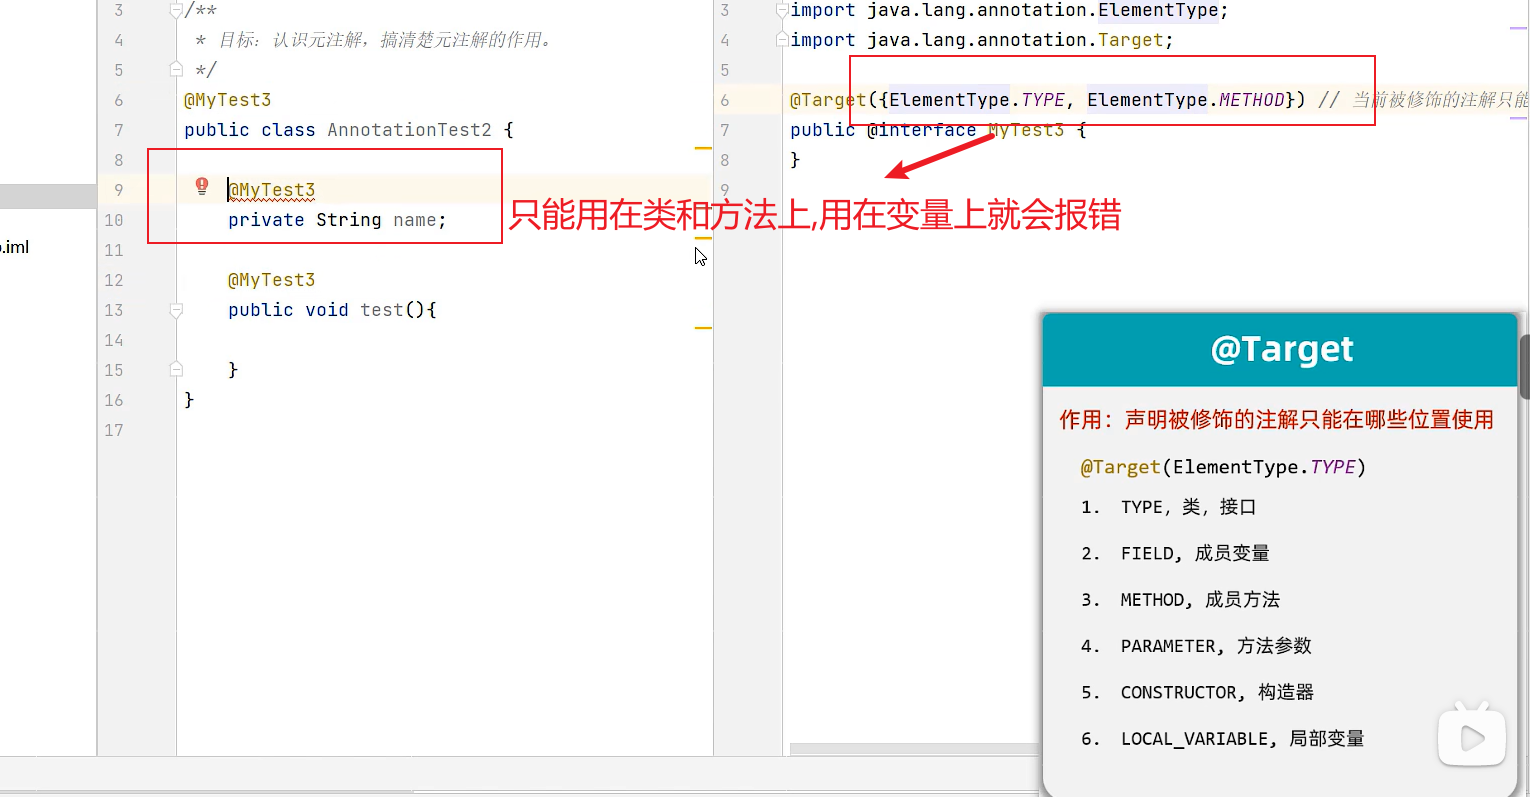 .iml
3 /**
4 * 目标：认识元注解，搞清楚元注解的作用。
5 */
6 @MyTest3
7 public class AnnotationTest2 {
8
9 @MyTest3
10 private String name;
11
12 @MyTest3
13 public void test(){
14
15 }
16 }
17
3 import java.lang.annotation.ElementType;
4 import java.lang.annotation.Target;
5
6 @Target({ElementType.TYPE, ElementType.METHOD}) // 当前被修饰的注解只能
7 public @interface MyTest3 {
8 }
9
只能用在类和方法上,用在变量上就会报错
@Target
作用：声明被修饰的注解只能在哪些位置使用
@Target(ElementType.TYPE)
1. TYPE，类，接口
2. FIELD, 成员变量
3. METHOD, 成员方法
4. PARAMETER, 方法参数
5. CONSTRUCTOR, 构造器
6. LOCAL_VARIABLE, 局部变量